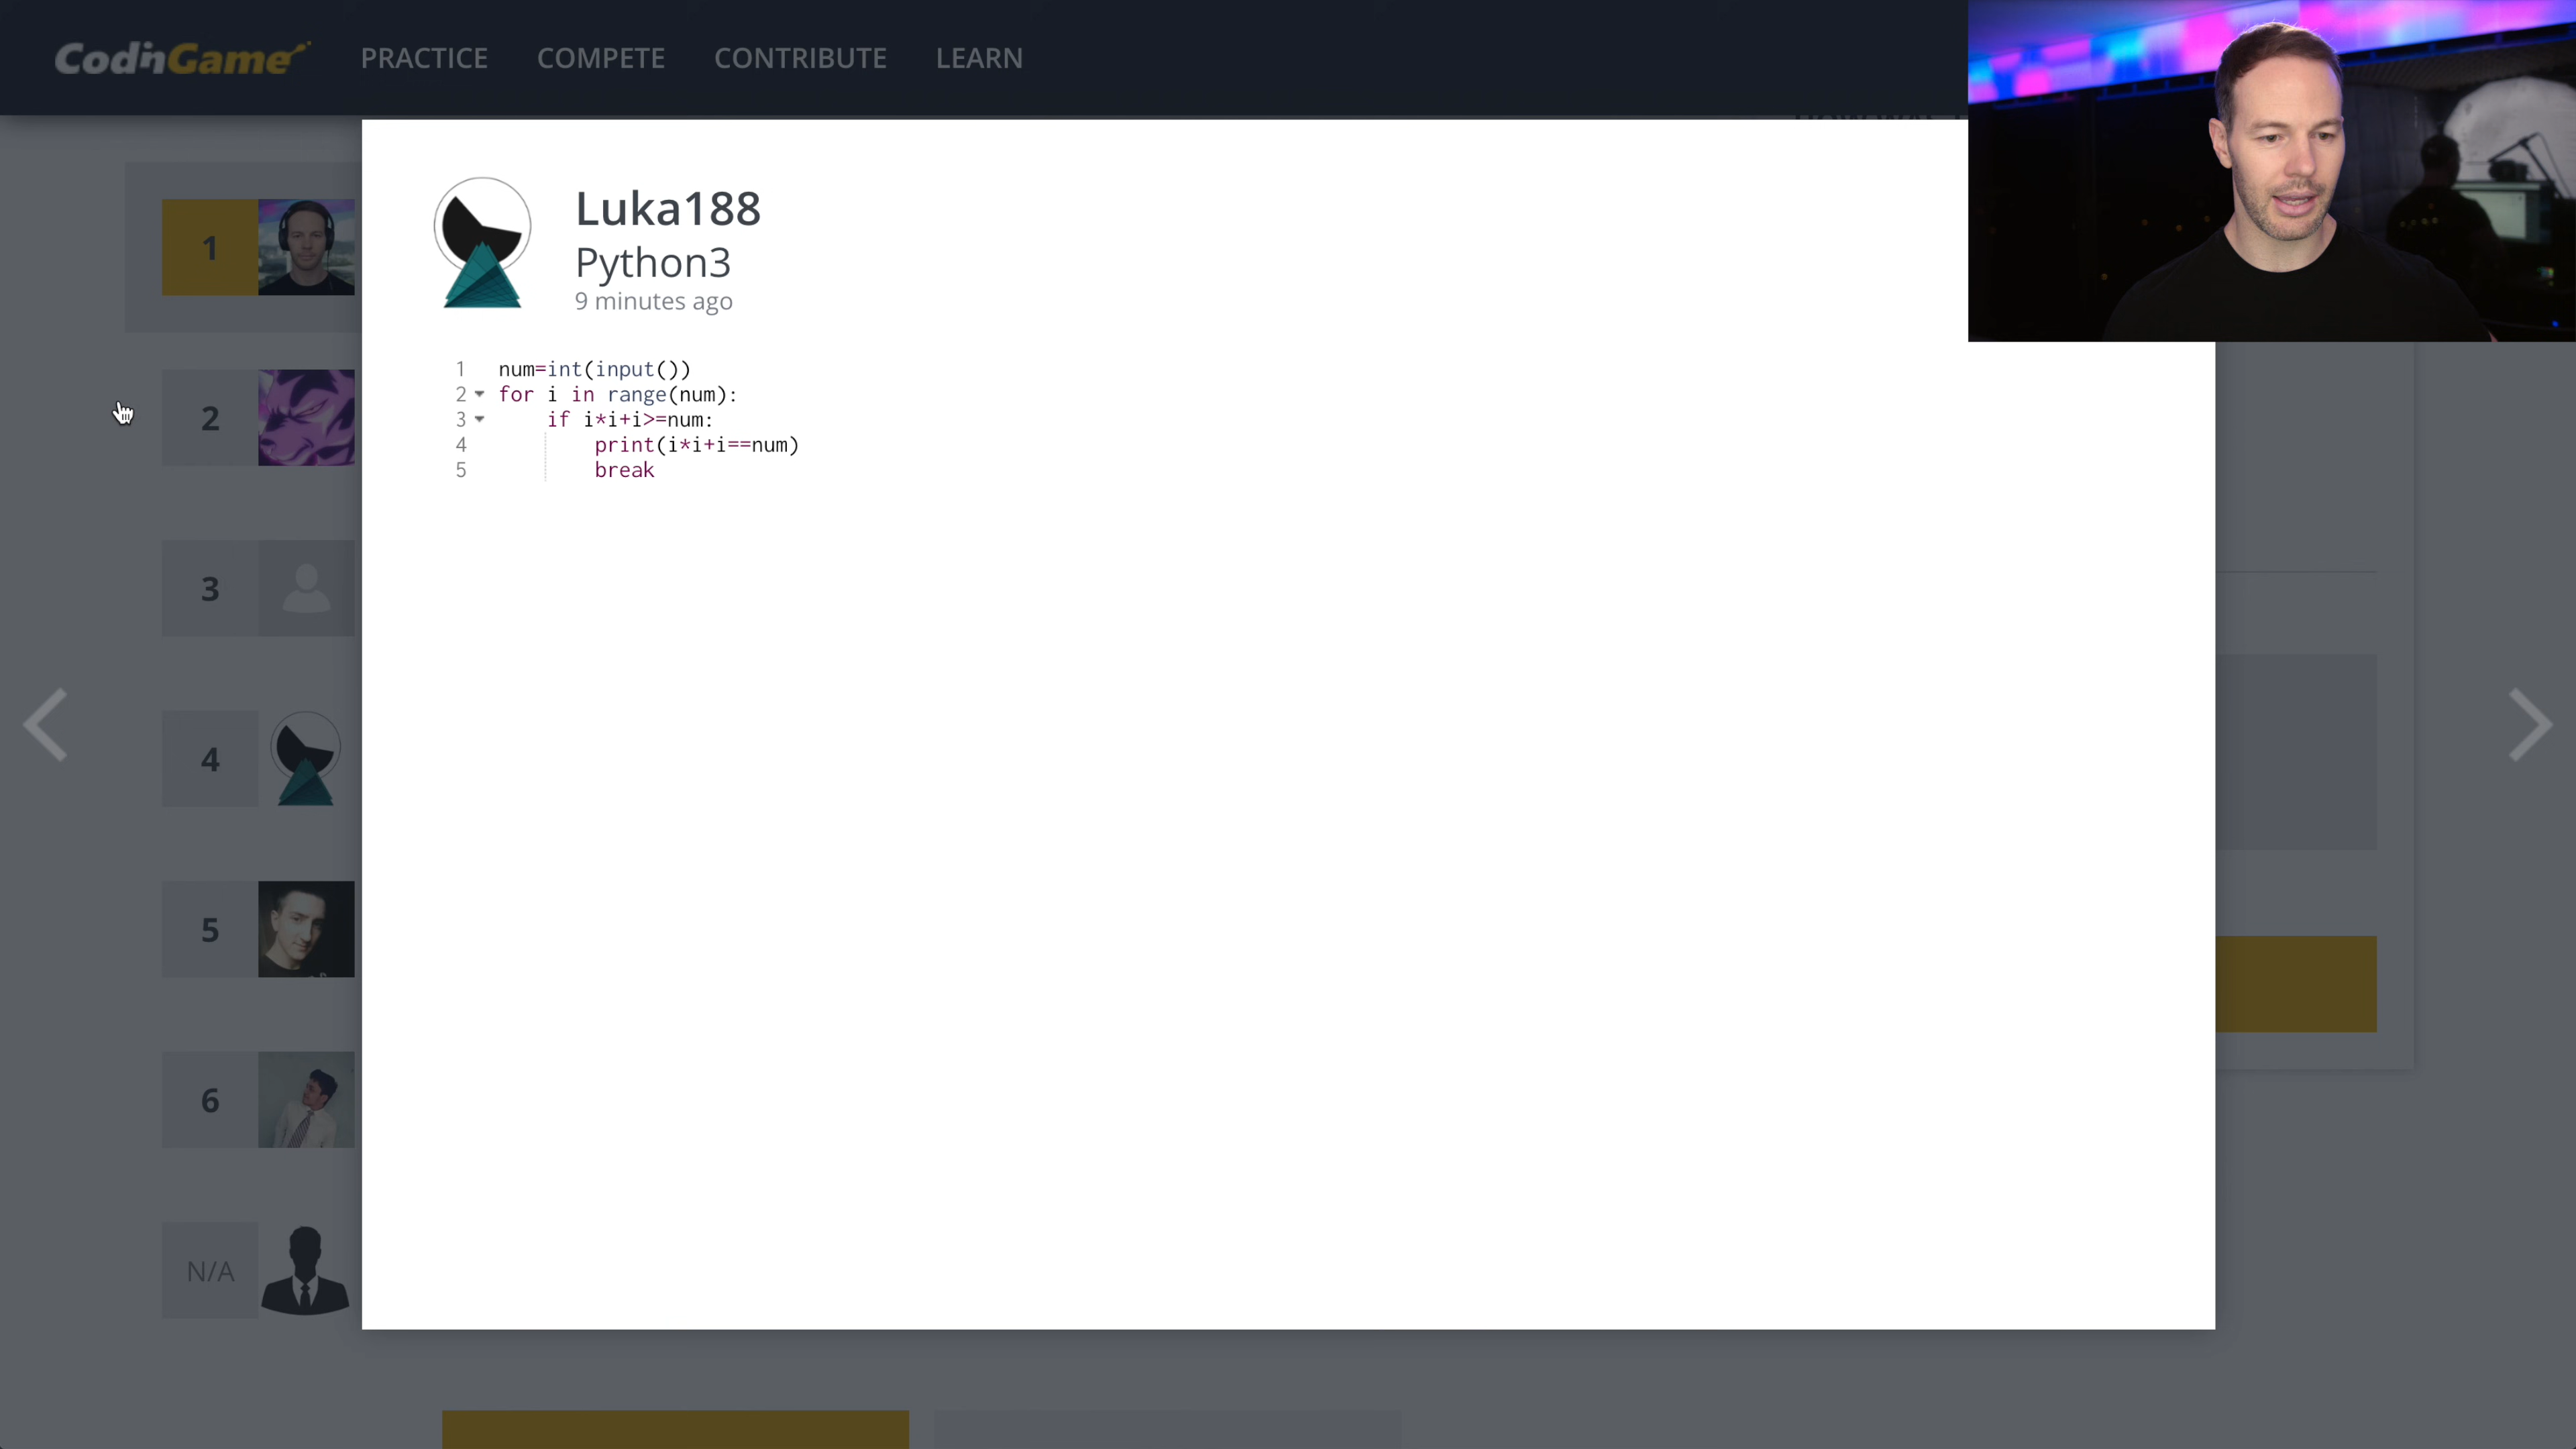 CodinGame PRACTICE COMPETE CONTRIBUTE LEARN
Luka188
Python3
9 minutes ago
1 num=int(input())
2 for i in range(num):
3 if i*i+i>=num:
4 print(i*i+i==num)
5 break
1
2
3
4
5
6
N/A